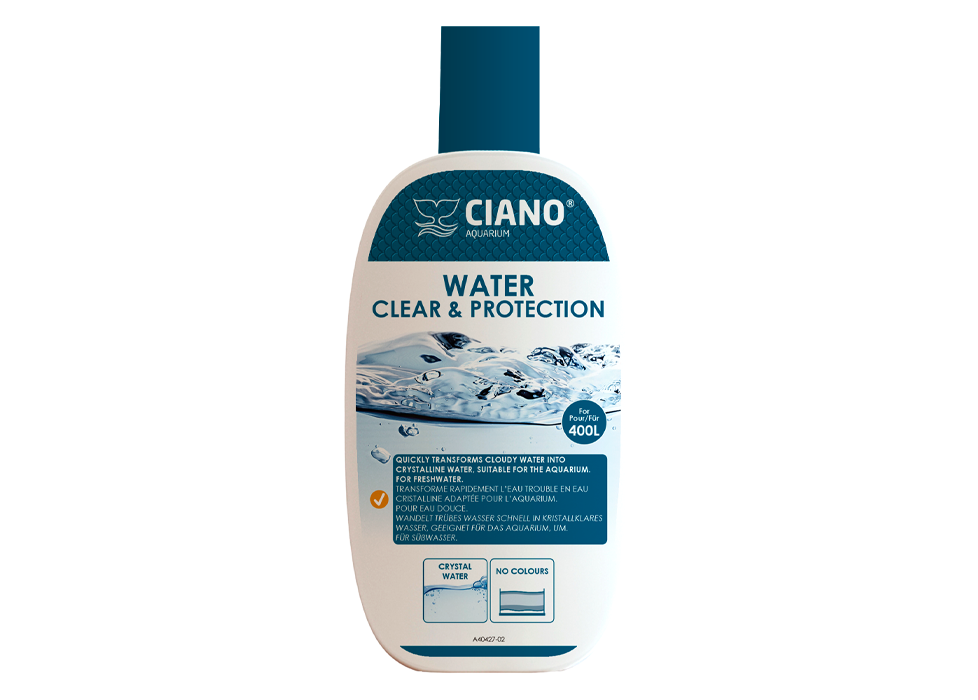 CIANO®
AQUARIUM
WATER
CLEAR & PROTECTION
For
Pour/Für
400L
QUICKLY TRANSFORMS CLOUDY WATER INTO
CRYSTALLINE WATER, SUITABLE FOR THE AQUARIUM.
FOR FRESHWATER.
TRANSFORME RAPIDEMENT L'EAU TROUBLE EN EAU
CRISTALLINE ADAPTÉE POUR L'AQUARIUM.
POUR EAU DOUCE.
WANDELT TRÜBES WASSER SCHNELL IN KRISTALLKLARES
WASSER, GEEIGNET FÜR DAS AQUARIUM, UM.
FÜR SÜBWASSER.
CRYSTAL
WATER
NO COLOURS
A40427-02